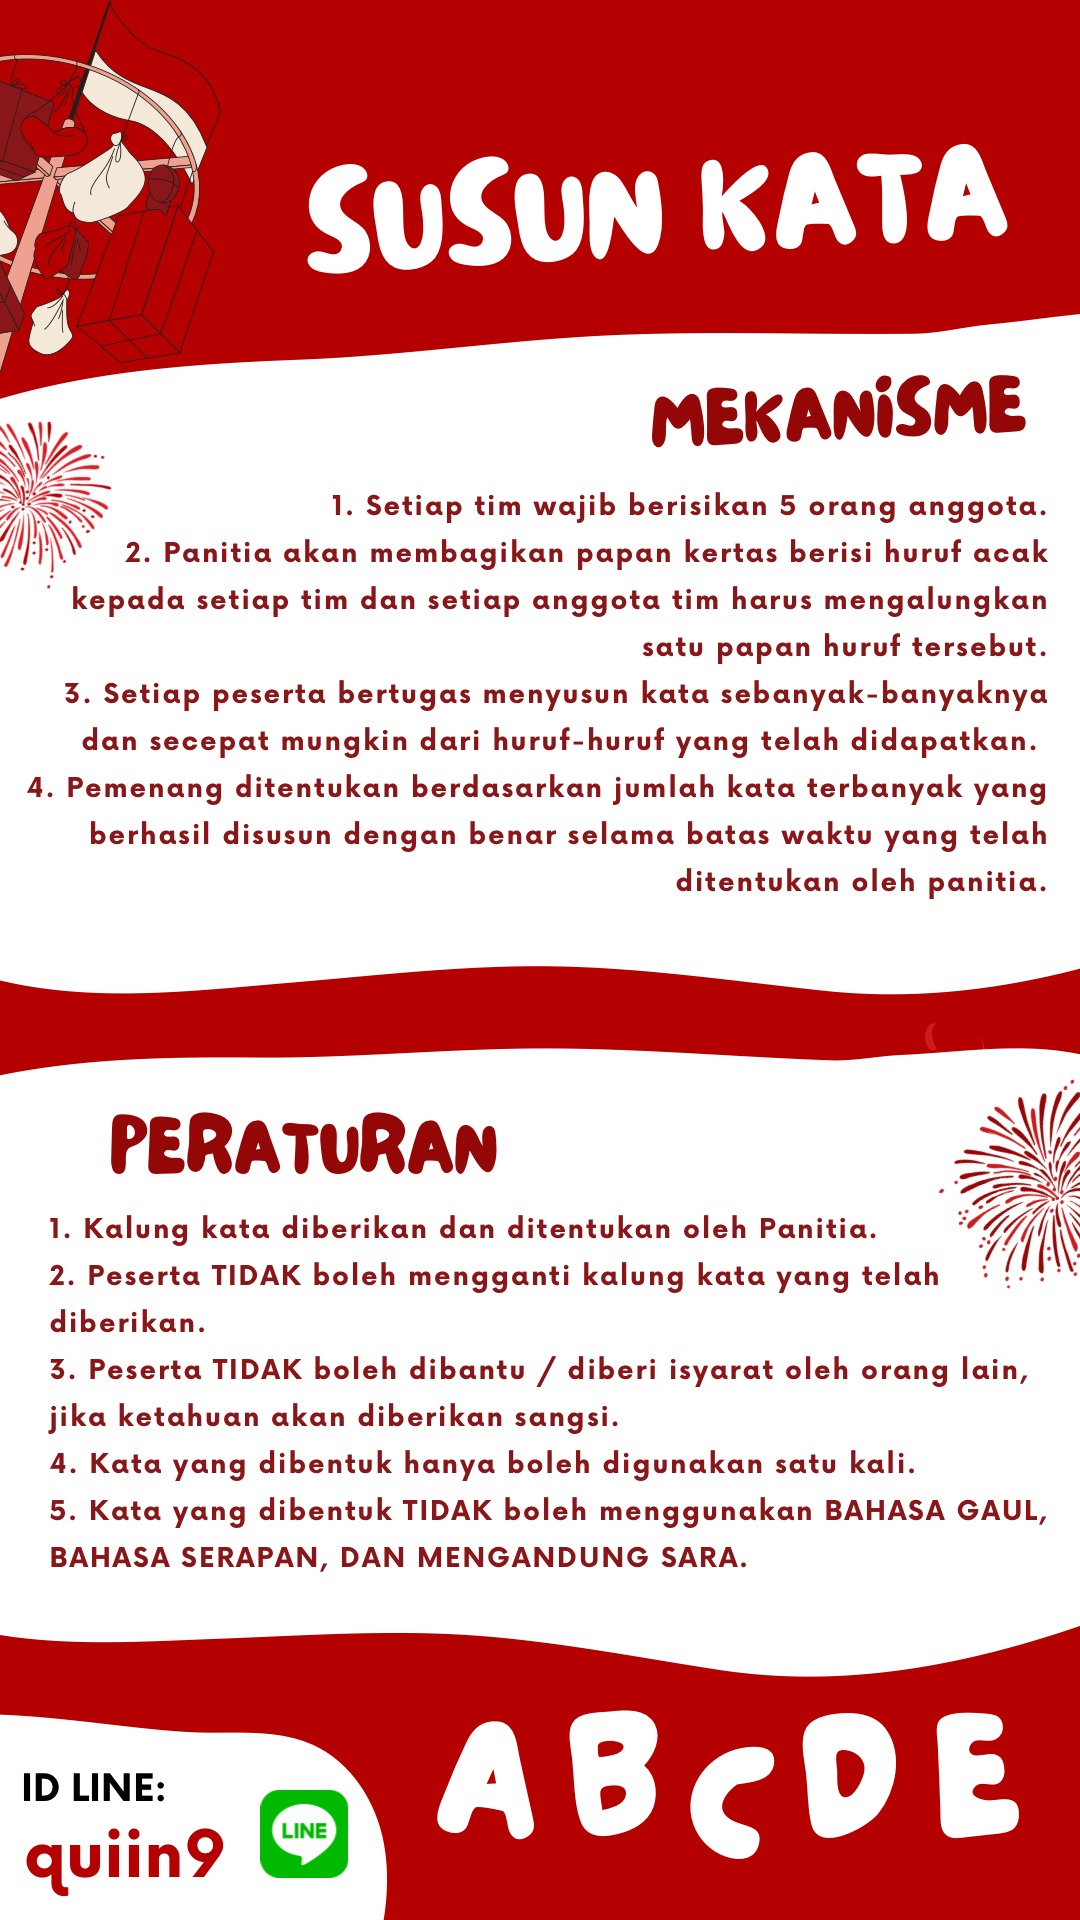 SUSUN KATA
MEKANiSME
1. Setiap tim wajib berisikan 5 orang anggota.
2. Panitia akan membagikan papan kertas berisi huruf acak
kepada setiap tim dan setiap anggota tim harus mengalungkan
satu papan huruf tersebut.
3. Setiap peserta bertugas menyusun kata sebanyak-banyaknya
dan secepat mungkin dari huruf-huruf yang telah didapatkan.
4. Pemenang ditentukan berdasarkan jumlah kata terbanyak yang
berhasil disusun dengan benar selama batas waktu yang telah
ditentukan oleh panitia.
PERATURAN
1. Kalung kata diberikan dan ditentukan oleh Panitia.
2. Peserta TIDAK boleh mengganti kalung kata yang telah
diberikan.
3. Peserta TIDAK boleh dibantu / diberi isyarat oleh orang lain,
jika ketahuan akan diberikan sangsi.
4. Kata yang dibentuk hanya boleh digunakan satu kali.
5. Kata yang dibentuk TIDAK boleh menggunakan BAHASA GAUL,
BAHASA SERAPAN, DAN MENGANDUNG SARA.
A B C D E
ID LINE:
quiin9
LINE